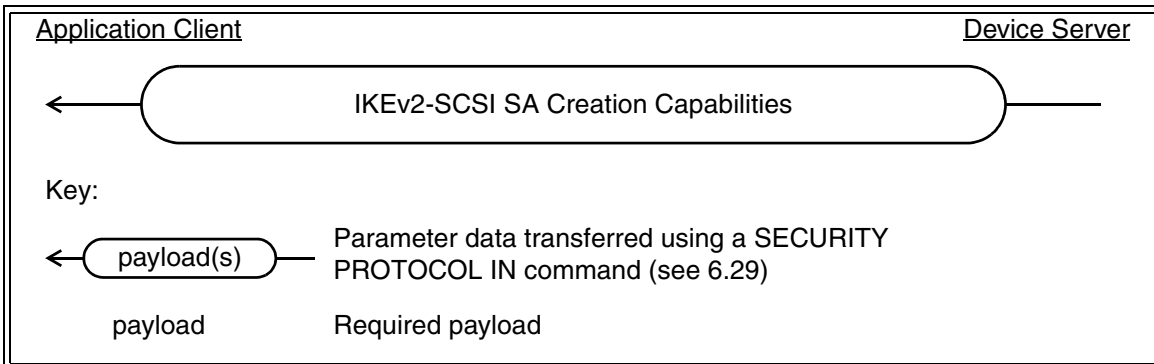 Application Client
Device Server
IKEv2-SCSI SA Creation Capabilities
Key:
payload(s)
Parameter data transferred using a SECURITY
PROTOCOL IN command (see 6.29)
payload
Required payload